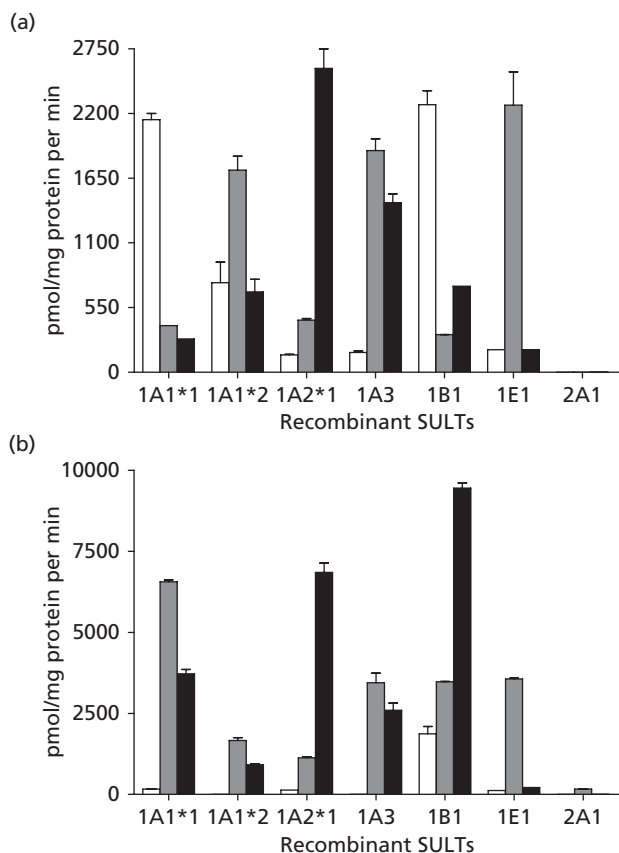 (a)
2750
2200
1650
1100
550
0
pmol/mg protein per min
1A1*1 1A1*2 1A2*1 1A3 1B1 1E1 2A1
Recombinant SULTs
(b)
10000
7500
5000
2500
0
pmol/mg protein per min
1A1*1 1A1*2 1A2*1 1A3 1B1 1E1 2A1
Recombinant SULTs